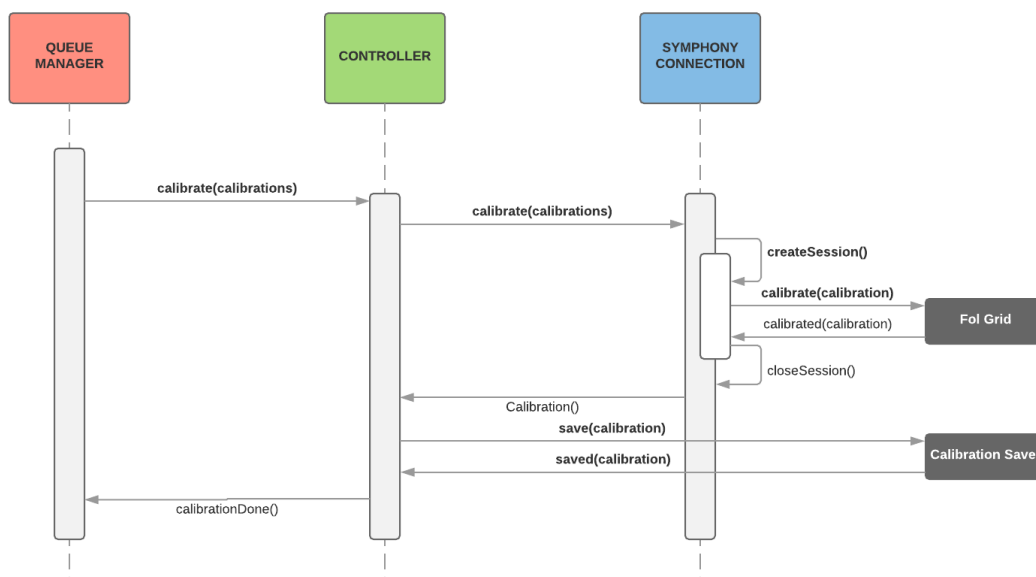 QUEUE
MANAGER
CONTROLLER
SYMPHONY
CONNECTION
calibrate(calibrations)
calibrate(calibrations)
createSession()
calibrate(calibration)
Fol Grid
calibrated(calibration)
closeSession()
Calibration()
save(calibration)
Calibration Save
saved(calibration)
calibrationDone()